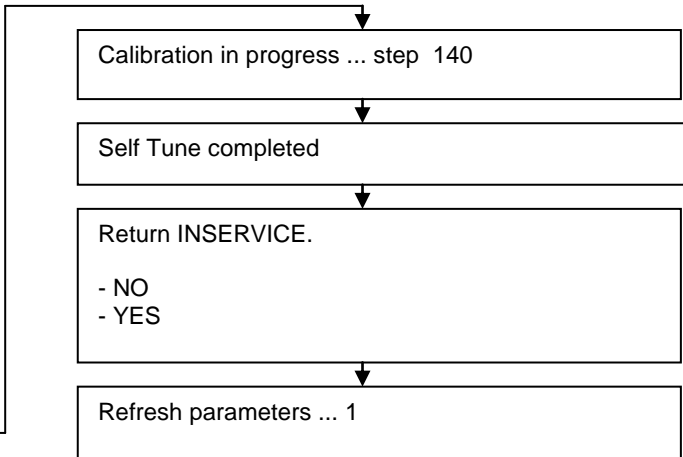 Calibration in progress ... step 140
Self Tune completed
Return INSERVICE.
- NO
- YES
Refresh parameters ... 1